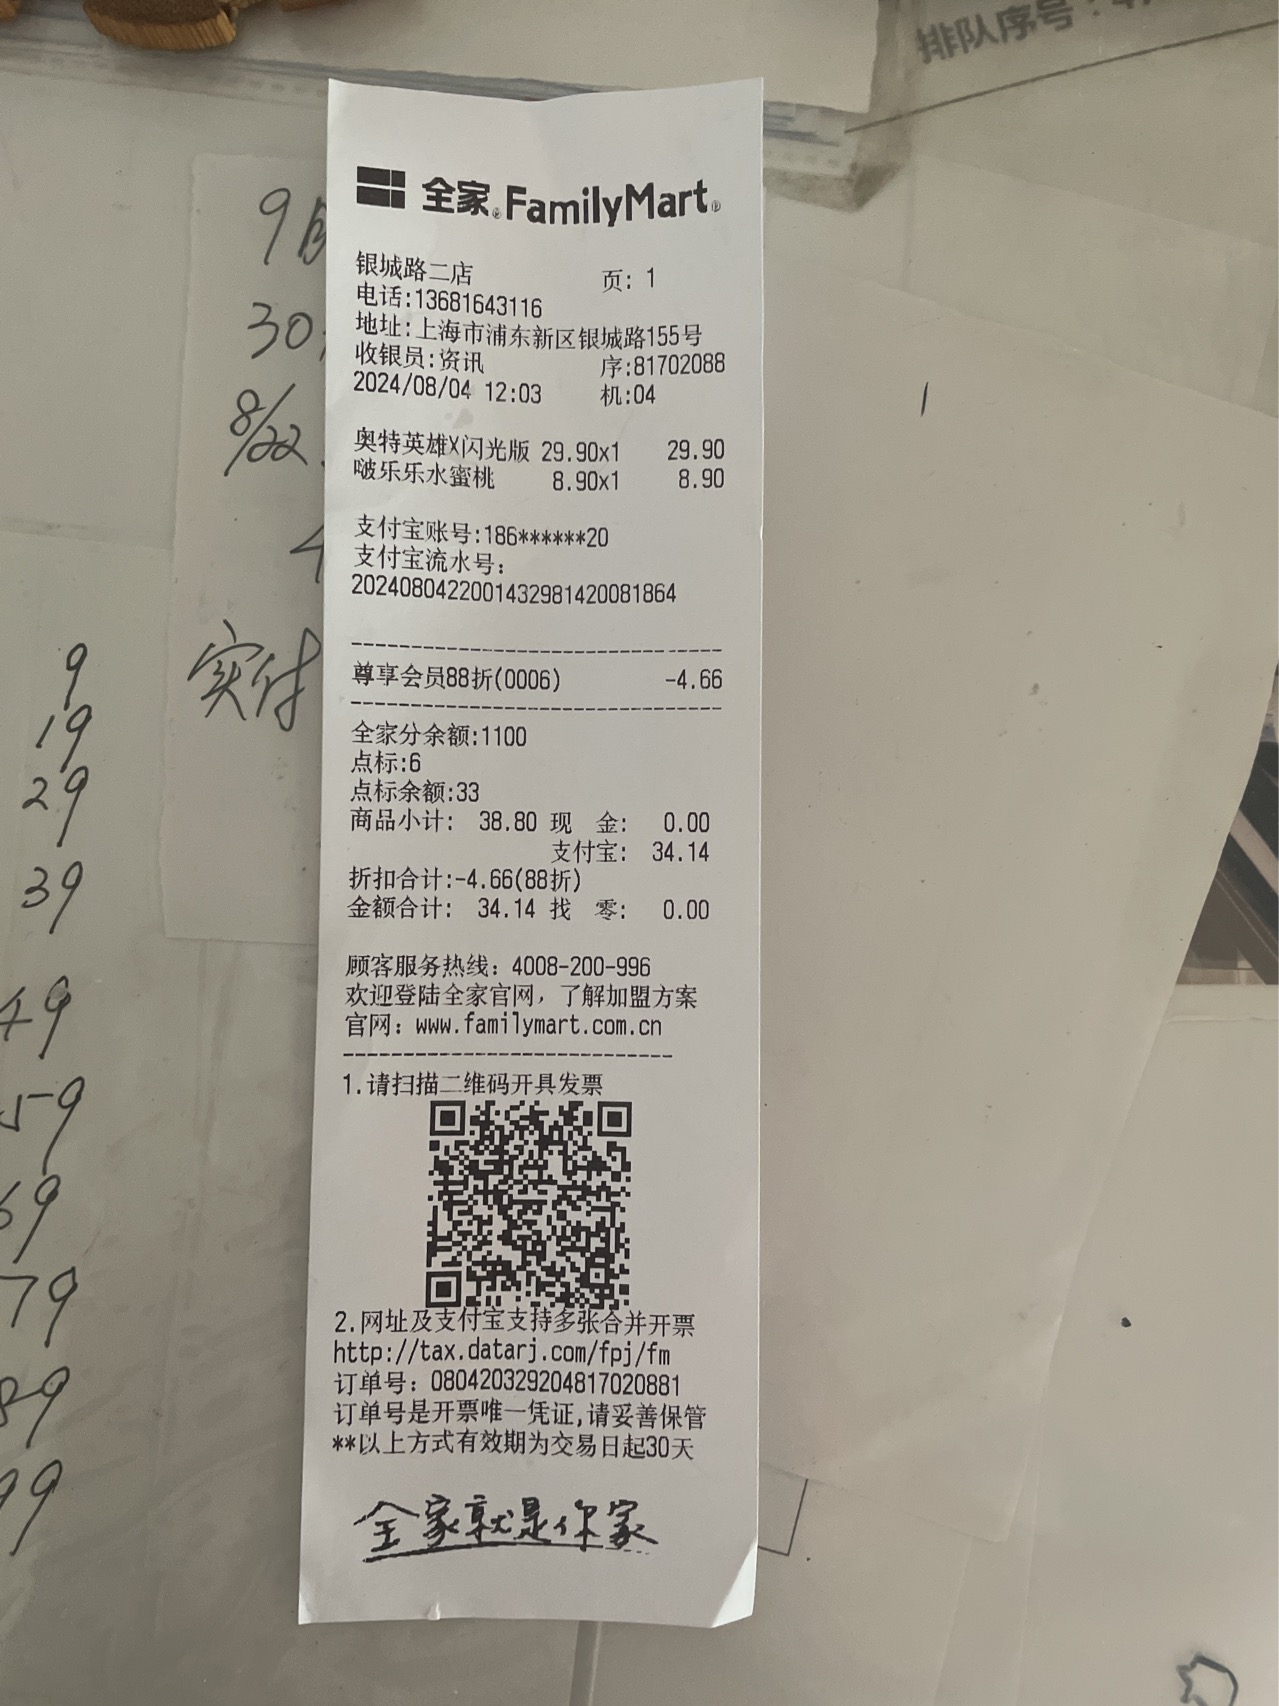 排队序号:
全家 FamilyMart
银城路二店 页: 1
电话:13681643116
地址:上海市浦东新区银城路155号
收银员:资讯 序:81702088
2024/08/04 12:03 机:04
奥特英雄X闪光版 29.90x1 29.90
啵乐乐水蜜桃 8.90x1 8.90
支付宝账号:186******20
支付宝流水号:
2024080422001432981420081864
尊享会员88折(0006) -4.66
全家分余额:1100
点标:6
点标余额:33
商品小计: 38.80 现 金: 0.00
支付宝: 34.14
折扣合计:-4.66(88折)
金额合计: 34.14 找 零: 0.00
顾客服务热线: 4008-200-996
欢迎登陆全家官网, 了解加盟方案
官网: www.familymart.com.cn
1.请扫描二维码开具发票
2.网址及支付宝支持多张合并开票
http://tax.datarj.com/fpj/fm
订单号: 080420329204817020881
订单号是开票唯一凭证,请妥善保管
**以上方式有效期为交易日起30天
全家就是你家
9月
30
8/22
4
实付
9
19
29
39
49
59
69
79
89
99